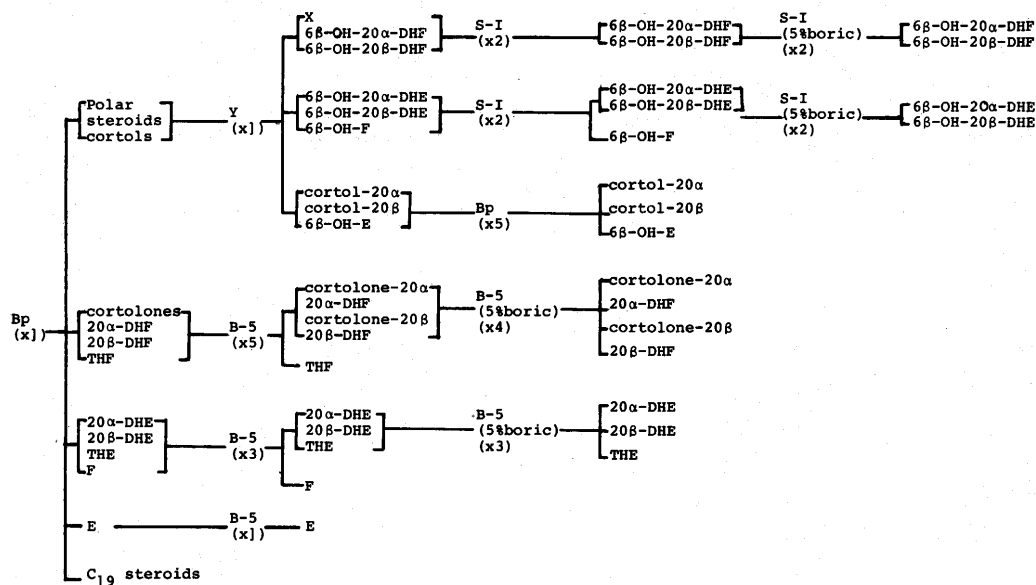 X
6β-OH-20α-DHF
6β-OH-20β-DHF
S-I
(x2)
6β-OH-20α-DHF
6β-OH-20β-DHF
S-I
(5%boric)
(x2)
6β-OH-20α-DHF
6β-OH-20β-DHF
Polar
steroids
cortols
Y
(x])
6β-OH-20α-DHE
6β-OH-20β-DHE
6β-OH-F
S-I
(x2)
6β-OH-20α-DHE
6β-OH-20β-DHE
6β-OH-F
S-I
(5%boric)
(x2)
6β-OH-20α-DHE
6β-OH-20β-DHE
cortol-20α
cortol-20β
6β-OH-E
Bp
(x5)
cortol-20α
cortol-20β
6β-OH-E
Bp
(x])
cortolones
20α-DHF
20β-DHF
THF
B-5
(x5)
cortolone-20α
20α-DHF
cortolone-20β
20β-DHF
THF
B-5
(5%boric)
(x4)
cortolone-20α
20α-DHF
cortolone-20β
20β-DHF
20α-DHE
20β-DHE
THE
F
B-5
(x3)
20α-DHE
20β-DHE
THE
F
B-5
(5%boric)
(x3)
20α-DHE
20β-DHE
THE
E
B-5
(x])
E
C19 steroids